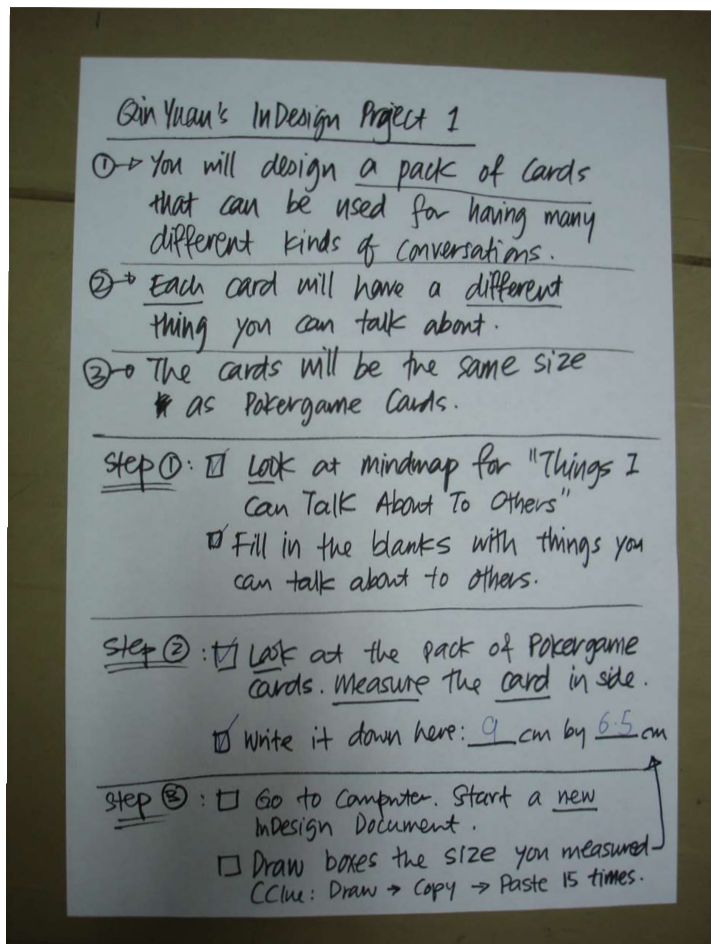 Qin Yuan's InDesign Project 1
① → You will design a pack of cards
that can be used for having many
different kinds of conversations.
② → Each card will have a different
thing you can talk about.
③ → The cards will be the same size
as Pokergame Cards.
Step ①: ☑ Look at mindmap for "Things I
Can Talk About To Others"
☑ Fill in the blanks with things you
can talk about to others.
Step ②: ☑ Look at the pack of Pokergame
cards. Measure the card in side.
☑ Write it down here: 9 cm by 6.5 cm
Step ③: ☐ Go to Computer. Start a new
InDesign Document.
☐ Draw boxes the size you measured
CClue: Draw → Copy → Paste 15 times.